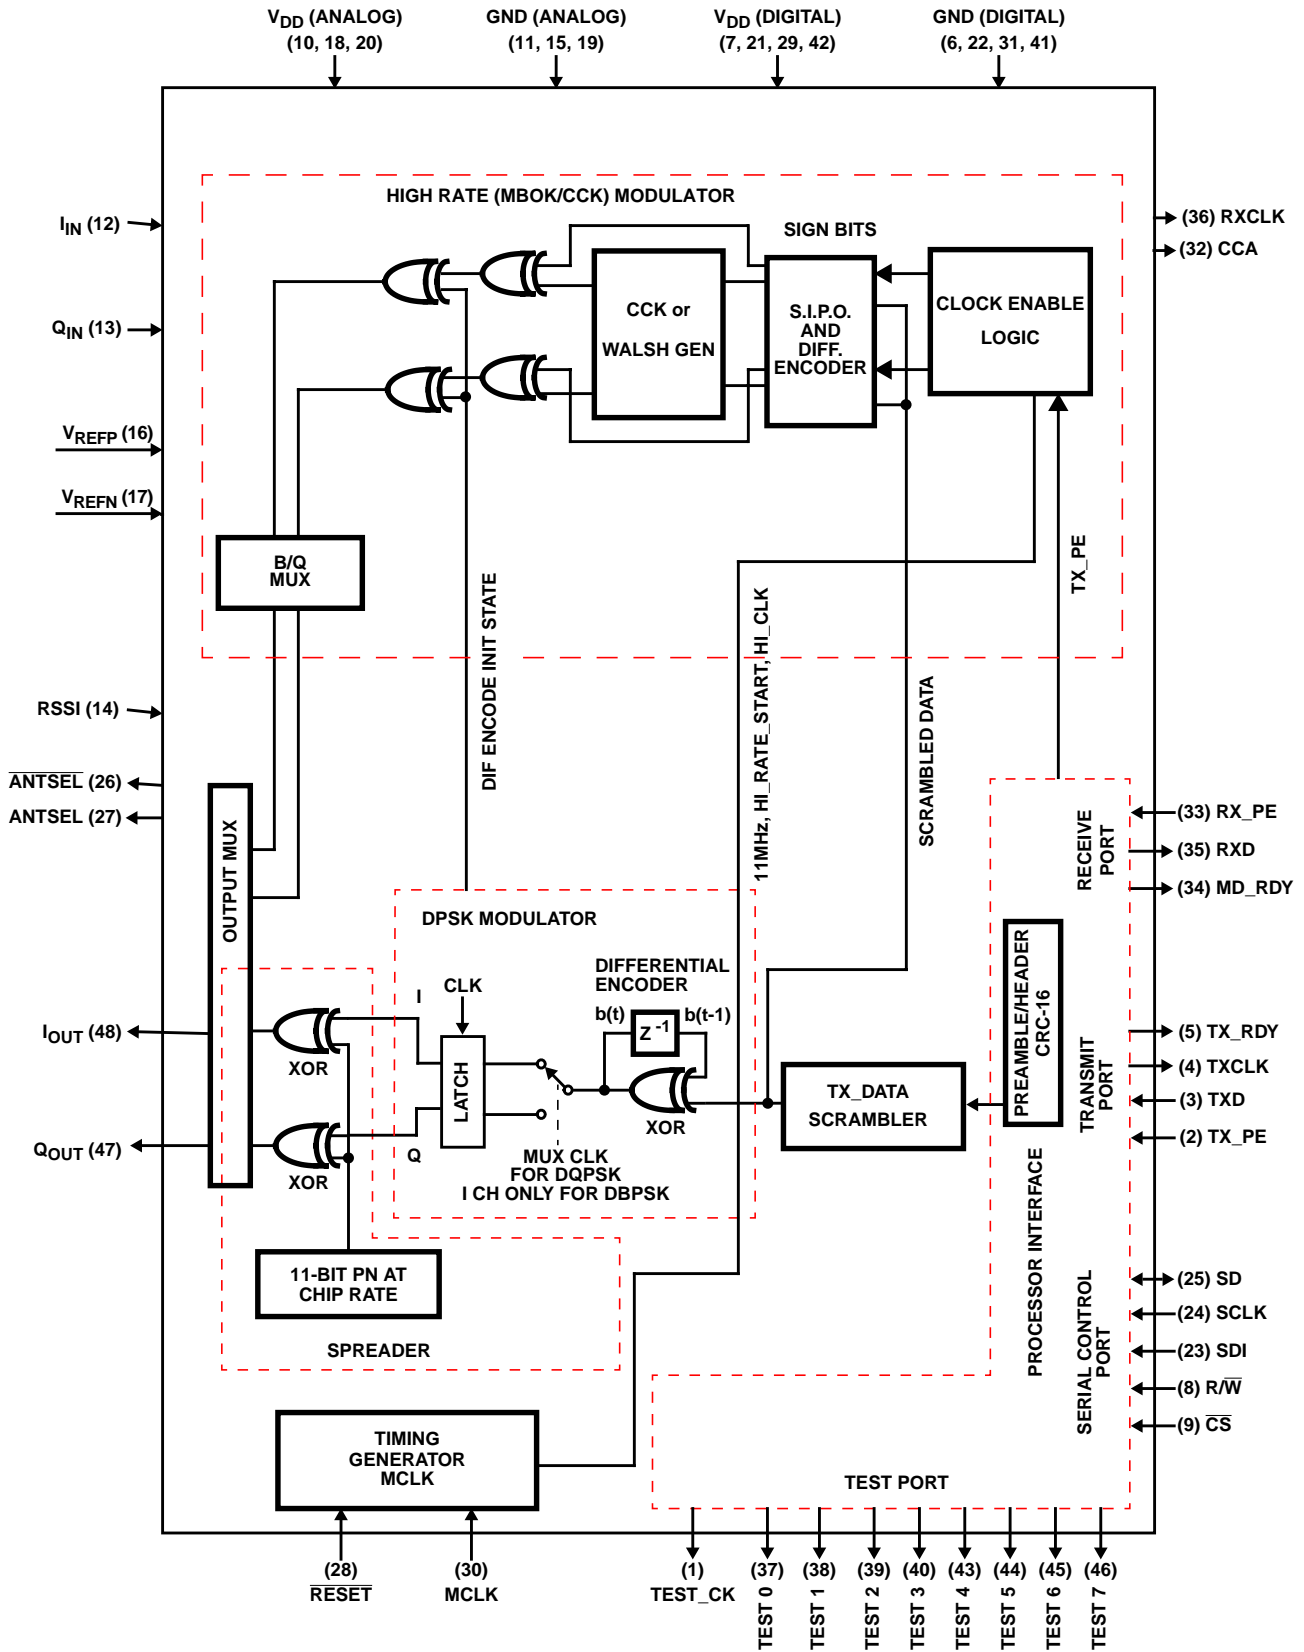 VDD (ANALOG)
(10, 18, 20)
GND (ANALOG)
(11, 15, 19)
VDD (DIGITAL)
(7, 21, 29, 42)
GND (DIGITAL)
(6, 22, 31, 41)
HIGH RATE (MBOK/CCK) MODULATOR
IIN (12)
QIN (13)
VREFP (16)
VREFN (17)
RSSI (14)
ANTSEL (26)
ANTSEL (27)
IOUT (48)
QOUT (47)
SIGN BITS
CCK or
WALSH GEN
S.I.P.O.
AND
DIFF.
ENCODER
CLOCK ENABLE
LOGIC
(36) RXCLK
(32) CCA
B/Q
MUX
DIF ENCODE INIT STATE
11MHz, HI_RATE_START, HI_CLK
SCRAMBLED DATA
TX_PE
OUTPUT MUX
DPSK MODULATOR
DIFFERENTIAL
ENCODER
b(t)
Z -1
b(t-1)
I
CLK
LATCH
Q
XOR
XOR
XOR
MUX CLK
FOR DQPSK
I CH ONLY FOR DBPSK
TX_DATA
SCRAMBLER
PREAMBLE/HEADER
CRC-16
RECEIVE
PORT
TRANSMIT
PORT
PROCESSOR INTERFACE
SERIAL CONTROL
PORT
(33) RX_PE
(35) RXD
(34) MD_RDY
(5) TX_RDY
(4) TXCLK
(3) TXD
(2) TX_PE
(25) SD
(24) SCLK
(23) SDI
(8) R/W
(9) CS
11-BIT PN AT
CHIP RATE
SPREADER
TIMING
GENERATOR
MCLK
TEST PORT
(28)
RESET
(30)
MCLK
(1)
TEST_CK
(37)
TEST 0
(38)
TEST 1
(39)
TEST 2
(40)
TEST 3
(43)
TEST 4
(44)
TEST 5
(45)
TEST 6
(46)
TEST 7